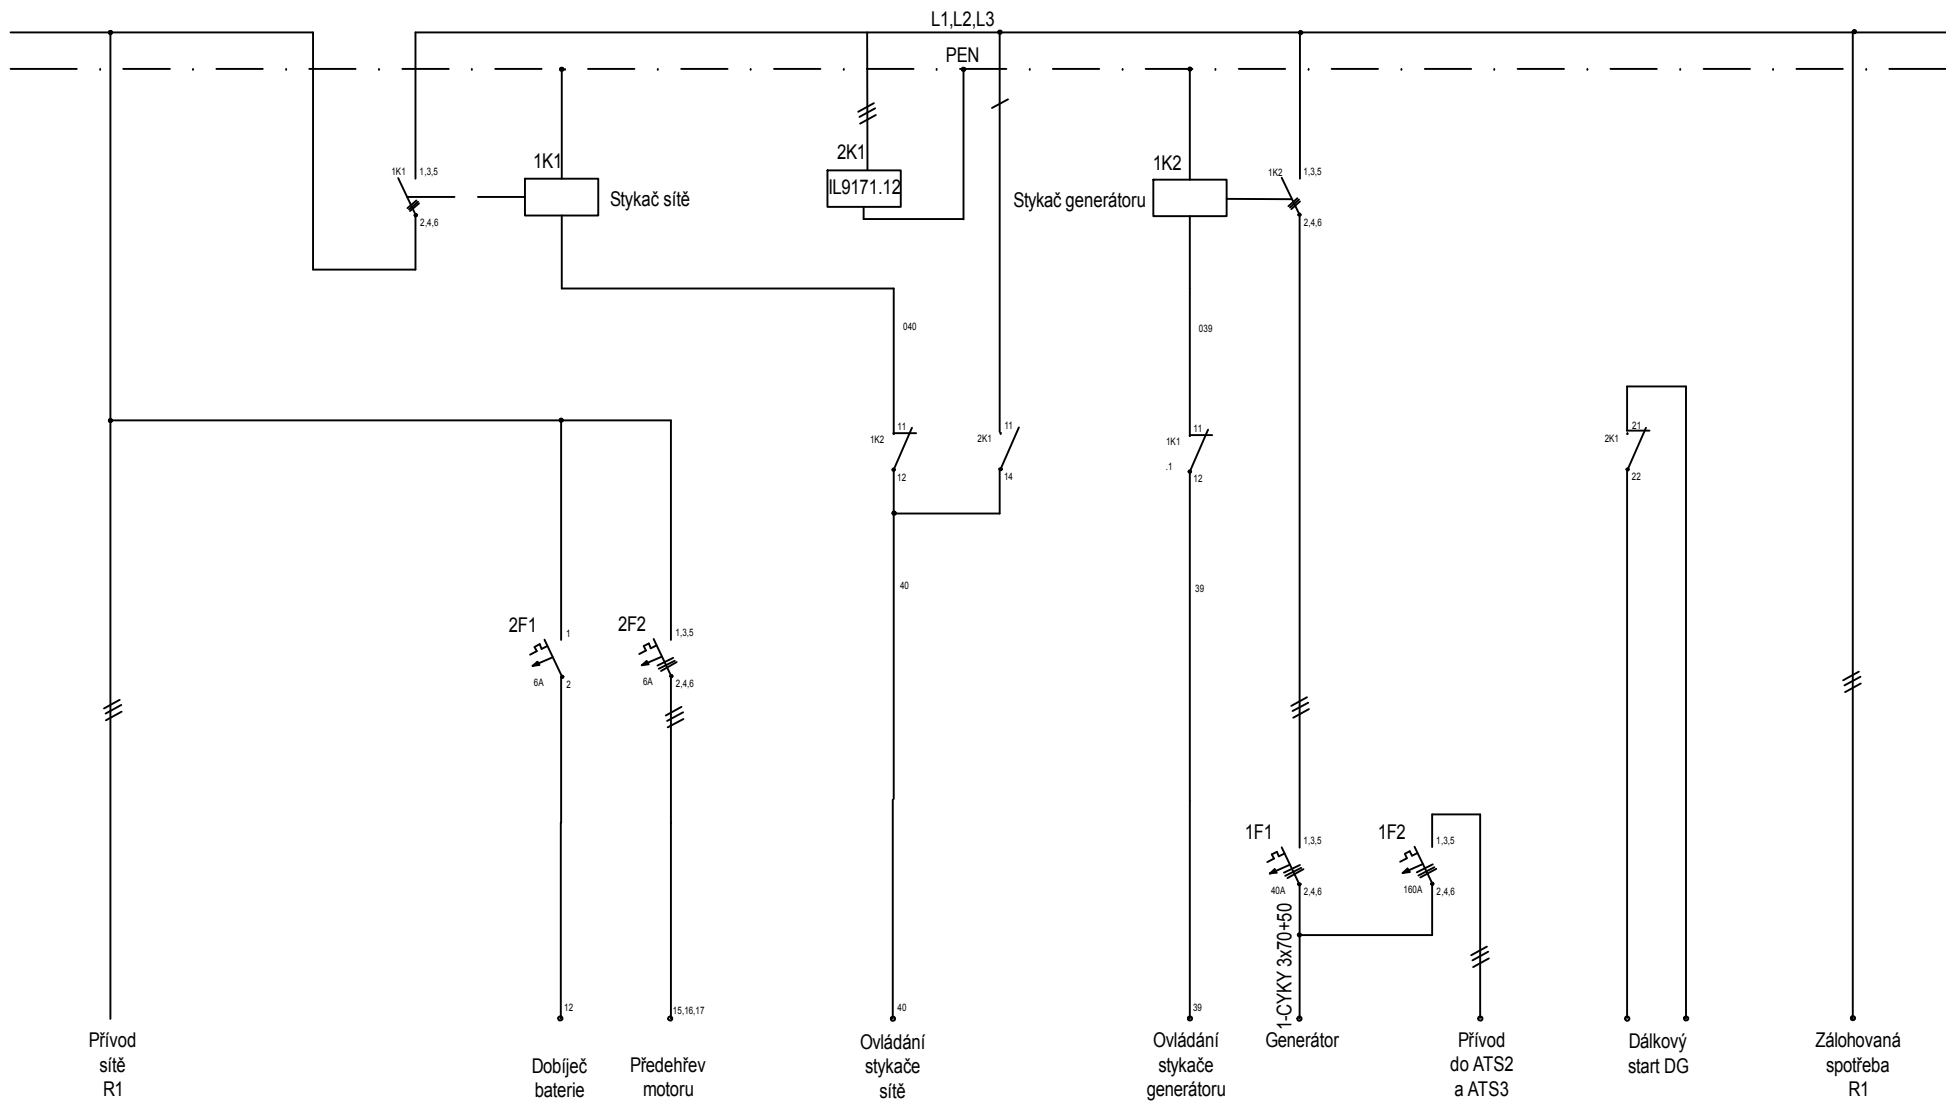 L1,L2,L3
PEN
1K1
1,3,5
2,4,6
1K1
Stykač sítě
2K1
IL9171.12
Stykač generátoru
1K2
1K2
1,3,5
2,4,6
040
039
1K2
11
12
2K1
11
14
1K1
.1
11
12
2K1
21
22
40
39
2F1
1
6A
2
2F2
1,3,5
6A
2,4,6
1F1
1,3,5
40A
2,4,6
1F2
1,3,5
160A
2,4,6
1-CYKY 3x70+50
12
15,16,17
40
39
Přívod
sítě
R1
Dobíječ
baterie
Předehřev
motoru
Ovládání
stykače
sítě
Ovládání
stykače
generátoru
Generátor
Přívod
do ATS2
a ATS3
Dálkový
start DG
Zálohovaná
spotřeba
R1